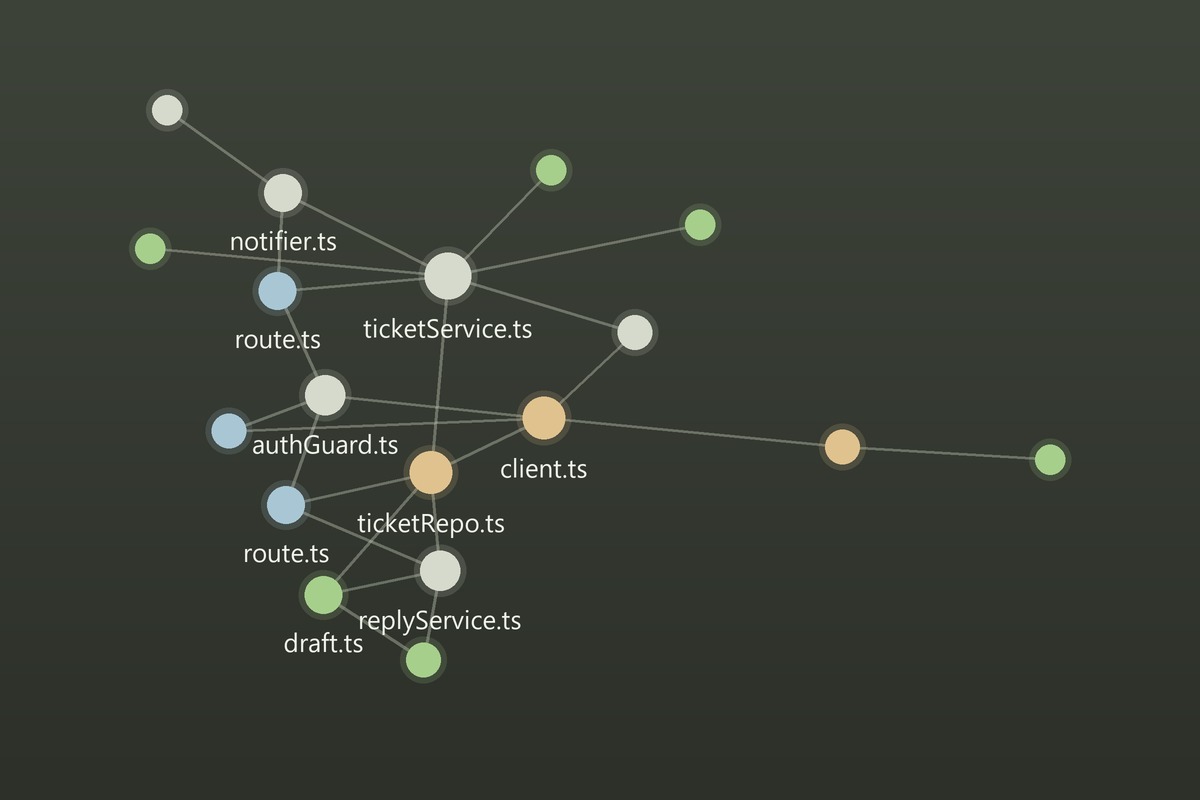 notifier.ts
route.ts
ticketService.ts
authGuard.ts
client.ts
ticketRepo.ts
route.ts
replyService.ts
draft.ts